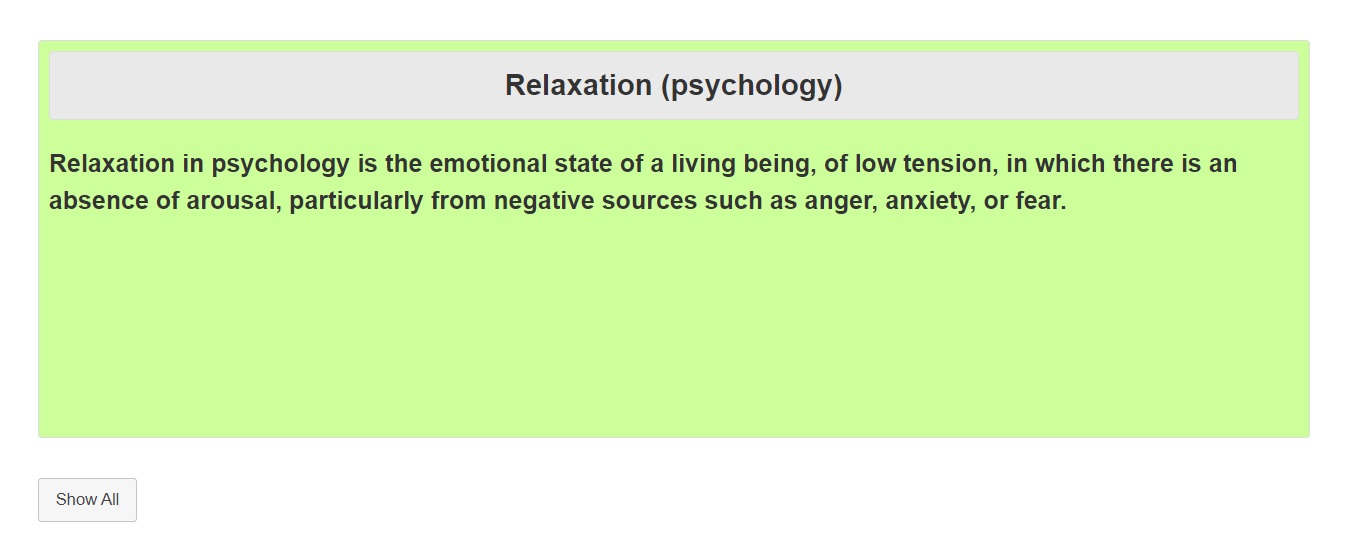 Relaxation (psychology)
Relaxation in psychology is the emotional state of a living being, of low tension, in which there is an
absence of arousal, particularly from negative sources such as anger, anxiety, or fear.
Show All